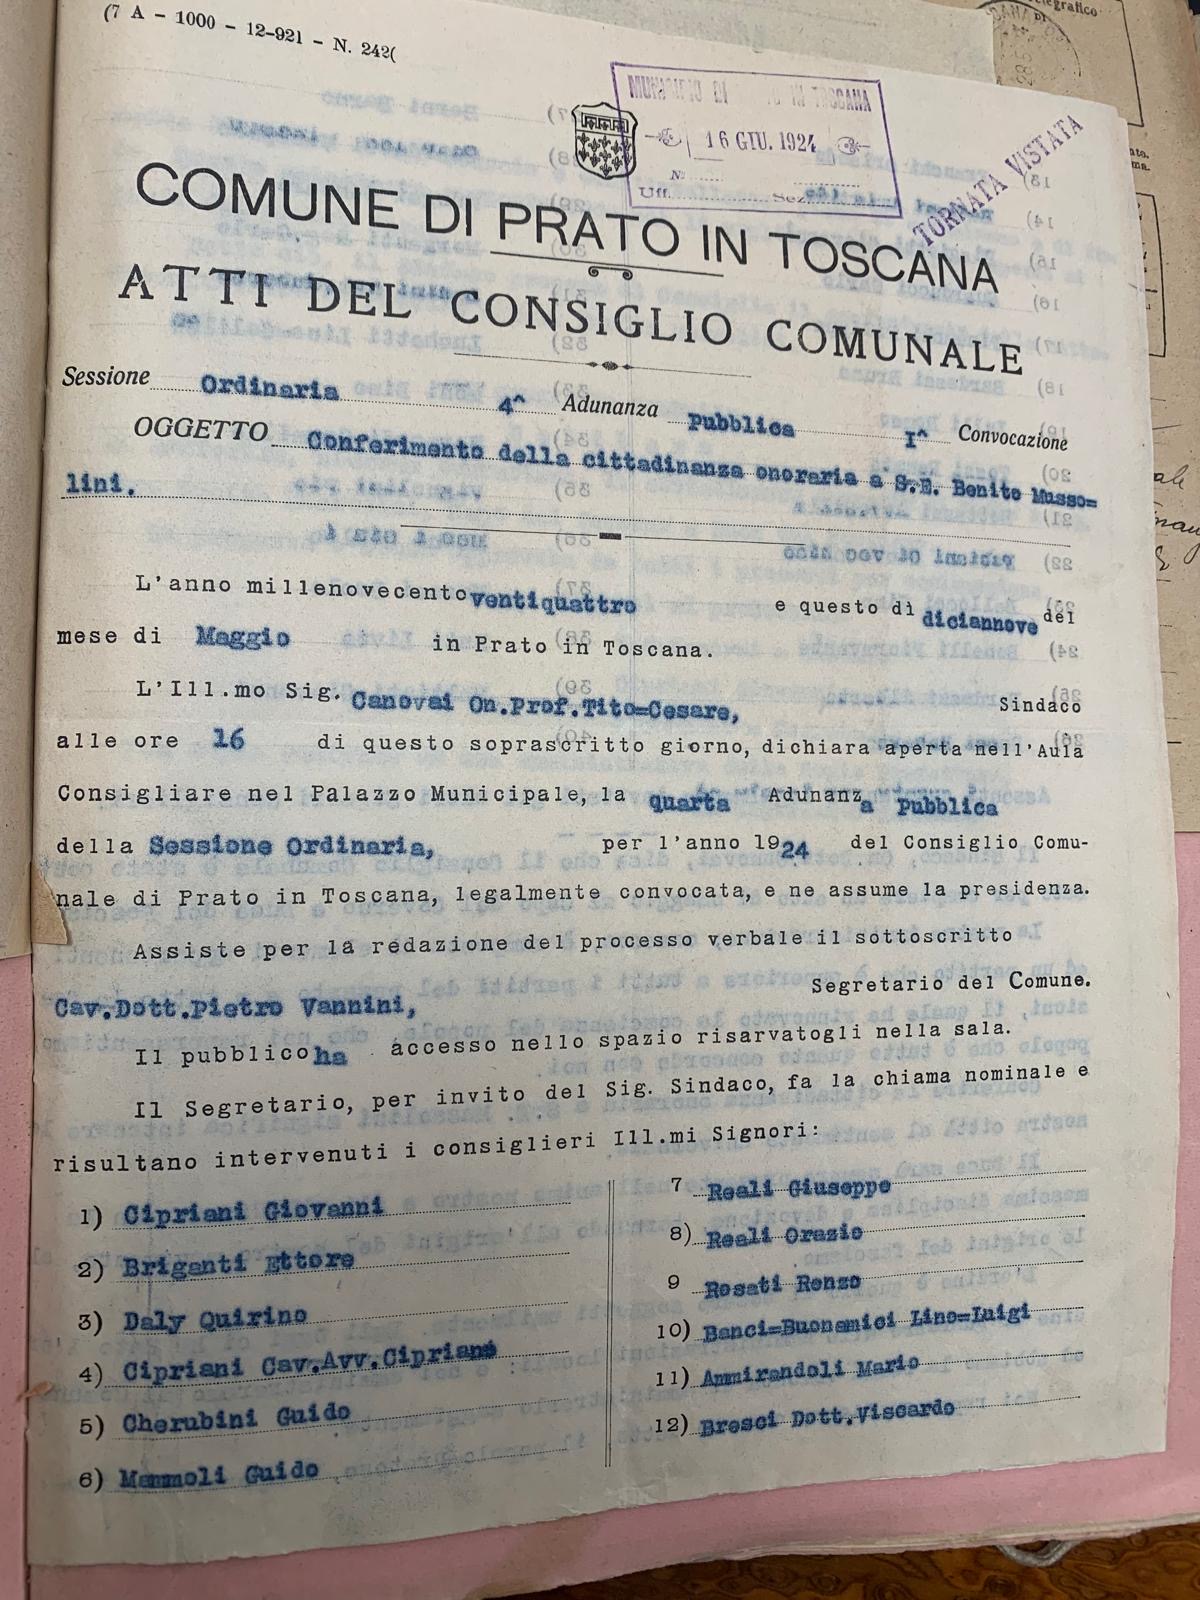 (7 A - 1000 - 12-921 - N. 242(
16 GIU. 1924
N°
Uff. Sez.
TORNATA VISTATA
COMUNE DI PRATO IN TOSCANA
ATTI DEL CONSIGLIO COMUNALE
Sessione Ordinaria 4^ Adunanza Pubblica I^ Convocazione
OGGETTO Conferimento della cittadinanza onoraria a S.E. Benito Musso=
lini.
L'anno millenovecentoventiquattro e questo dì diciannove del
mese di Maggio in Prato in Toscana.
L'Ill.mo Sig. Canovai On.Prof.Tito=Cesare, Sindaco
alle ore 16 di questo soprascritto giorno, dichiara aperta nell'Aula
Consigliare nel Palazzo Municipale, la quarta Adunanza Pubblica
della Sessione Ordinaria, per l'anno 1924 del Consiglio Comu-
nale di Prato in Toscana, legalmente convocata, e ne assume la presidenza.
Assiste per la redazione del processo verbale il sottoscritto
Cav.Dott.Pietro Vannini, Segretario del Comune.
Il pubblico ha accesso nello spazio risarvatogli nella sala.
Il Segretario, per invito del Sig. Sindaco, fa la chiama nominale e
risultano intervenuti i consiglieri Ill.mi Signori:
1) Cipriani Giovanni
2) Briganti Ettore
3) Daly Quirino
4) Cipriani Cav.Avv.Cipriano
5) Cherubini Guido
6) Mammoli Guido
7 Reali Giuseppe
8) Reali Orazio
9 Rosati Renzo
10) Banci=Buonamici Lino=Luigi
11) Ammirandoli Mario
12) Bresci Dott.Viscardo